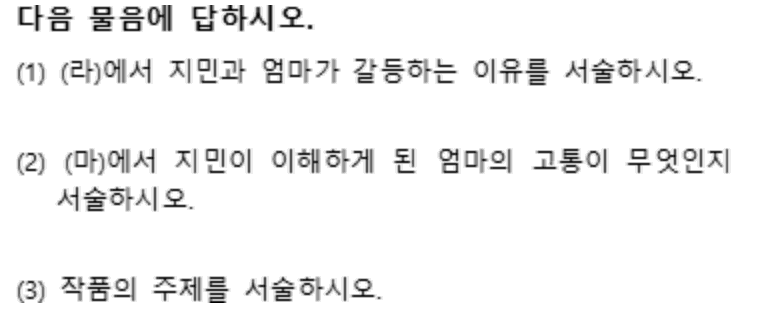 다음 물음에 답하시오.
(1) (라)에서 지민과 엄마가 갈등하는 이유를 서술하시오.
(2) (마)에서 지민이 이해하게 된 엄마의 고통이 무엇인지
서술하시오.
(3) 작품의 주제를 서술하시오.